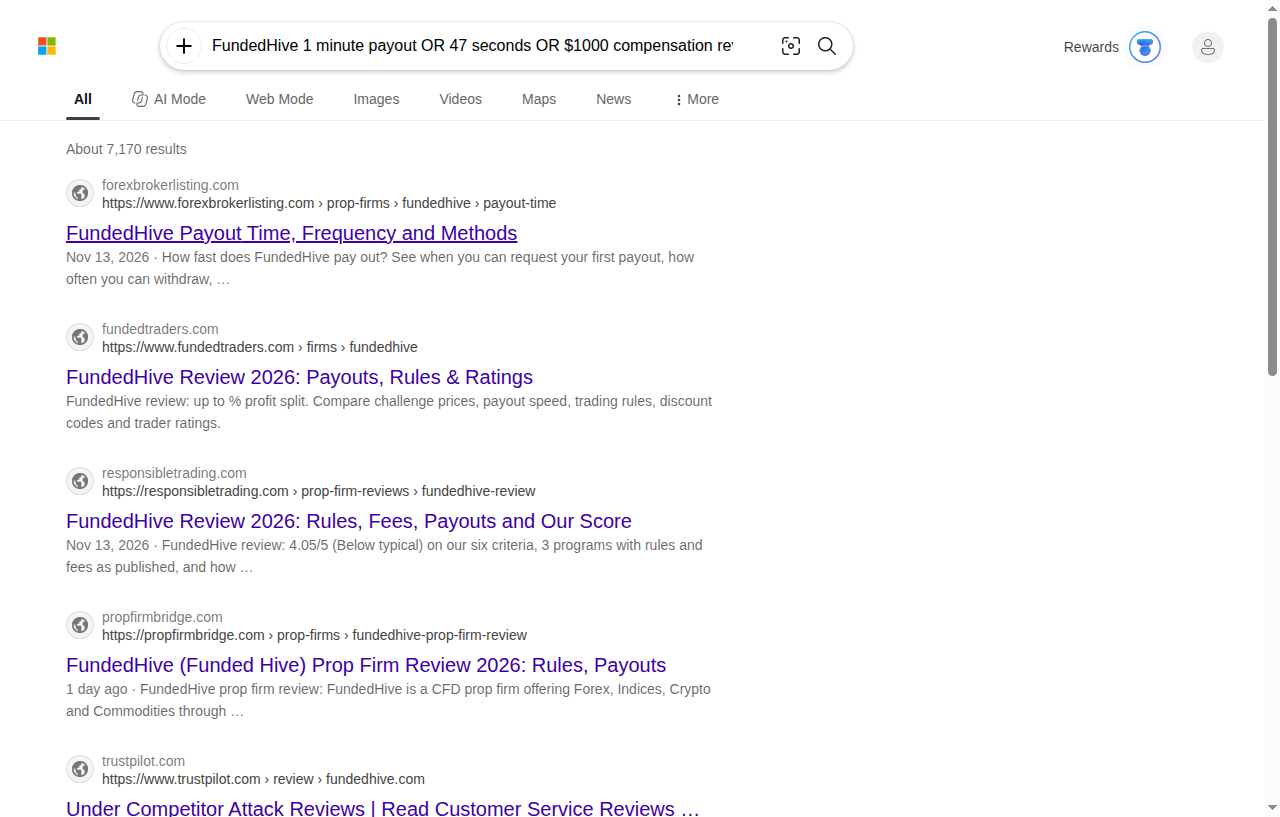 FundedHive 1 minute payout OR 47 seconds OR $1000 compensation
Rewards
All
AI Mode
Web Mode
Images
Videos
Maps
News
More
About 7,170 results
forexbrokerlisting.com
https://www.forexbrokerlisting.com › prop-firms › fundedhive › payout-time
FundedHive Payout Time, Frequency and Methods
Nov 13, 2026 · How fast does FundedHive pay out? See when you can request your first payout, how
often you can withdraw, …
fundedtraders.com
https://www.fundedtraders.com › firms › fundedhive
FundedHive Review 2026: Payouts, Rules & Ratings
FundedHive review: up to % profit split. Compare challenge prices, payout speed, trading rules, discount
codes and trader ratings.
responsibletrading.com
https://responsibletrading.com › prop-firm-reviews › fundedhive-review
FundedHive Review 2026: Rules, Fees, Payouts and Our Score
Nov 13, 2026 · FundedHive review: 4.05/5 (Below typical) on our six criteria, 3 programs with rules and
fees as published, and how …
propfirmbridge.com
https://propfirmbridge.com › prop-firms › fundedhive-prop-firm-review
FundedHive (Funded Hive) Prop Firm Review 2026: Rules, Payouts
1 day ago · FundedHive prop firm review: FundedHive is a CFD prop firm offering Forex, Indices, Crypto
and Commodities through …
trustpilot.com
https://www.trustpilot.com › review › fundedhive.com
Under Competitor Attack Reviews | Read Customer Service Reviews …